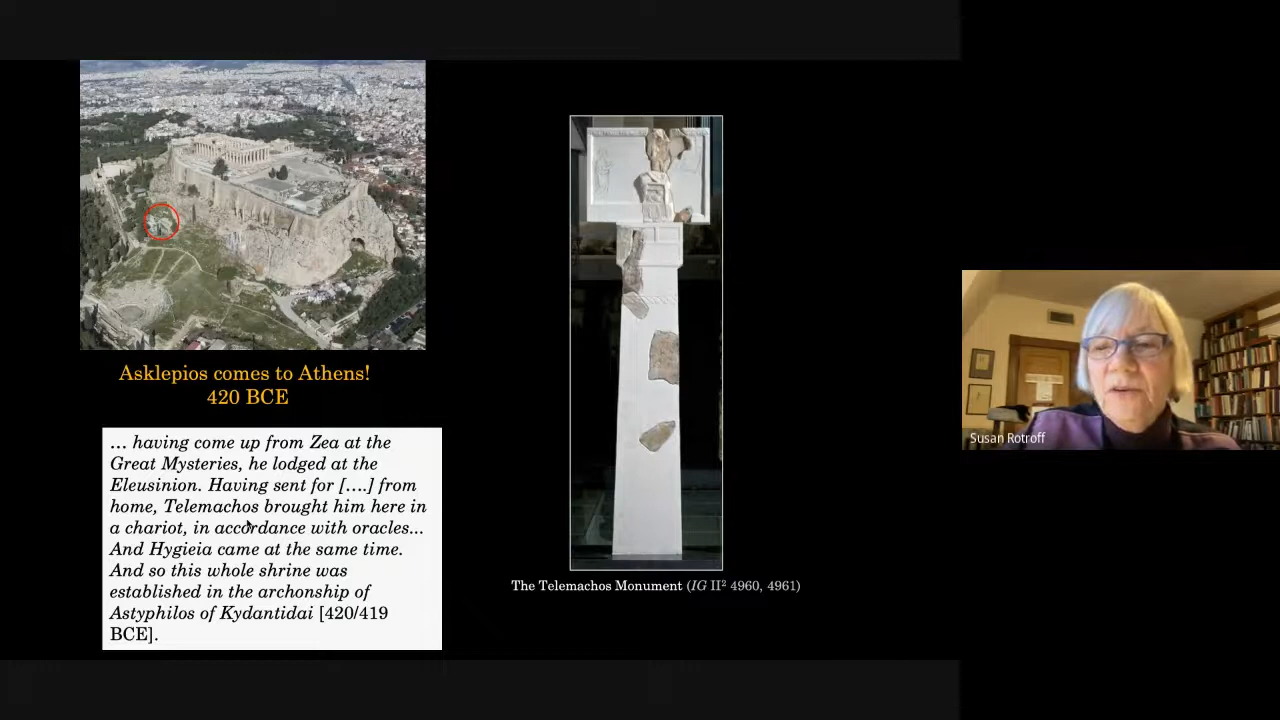 Asklepios comes to Athens!
420 BCE
... having come up from Zea at the
Great Mysteries, he lodged at the
Eleusinion. Having sent for [....] from
home, Telemachos brought him here in
a chariot, in accordance with oracles...
And Hygieia came at the same time.
And so this whole shrine was
established in the archonship of
Astyphilos of Kydantidai [420/419
BCE].
The Telemachos Monument (IG II² 4960, 4961)
Susan Rotroff